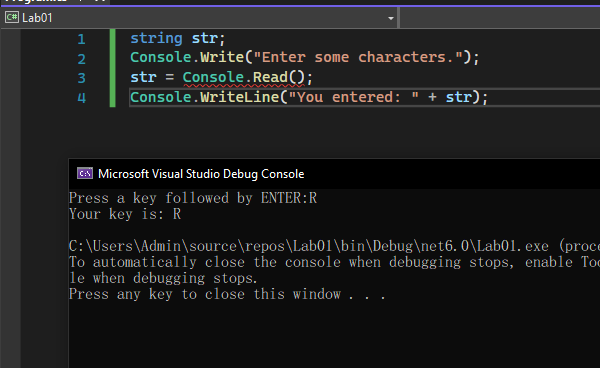 C# Lab01
1 string str;
2 Console.Write("Enter some characters.");
3 str = Console.Read();
4 Console.WriteLine("You entered: " + str);
Microsoft Visual Studio Debug Console
Press a key followed by ENTER:R
Your key is: R
C:\Users\Admin\source\repos\Lab01\bin\Debug\net6.0\Lab01.exe (proce
To automatically close the console when debugging stops, enable Too
le when debugging stops.
Press any key to close this window . . .